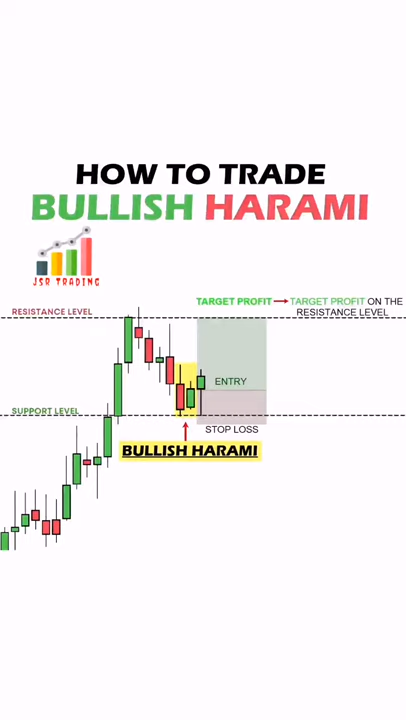 HOW TO TRADE
BULLISH HARAMI
JSR TRADING
TARGET PROFIT → TARGET PROFIT ON THE
RESISTANCE LEVEL
RESISTANCE LEVEL
ENTRY
SUPPORT LEVEL
STOP LOSS
BULLISH HARAMI